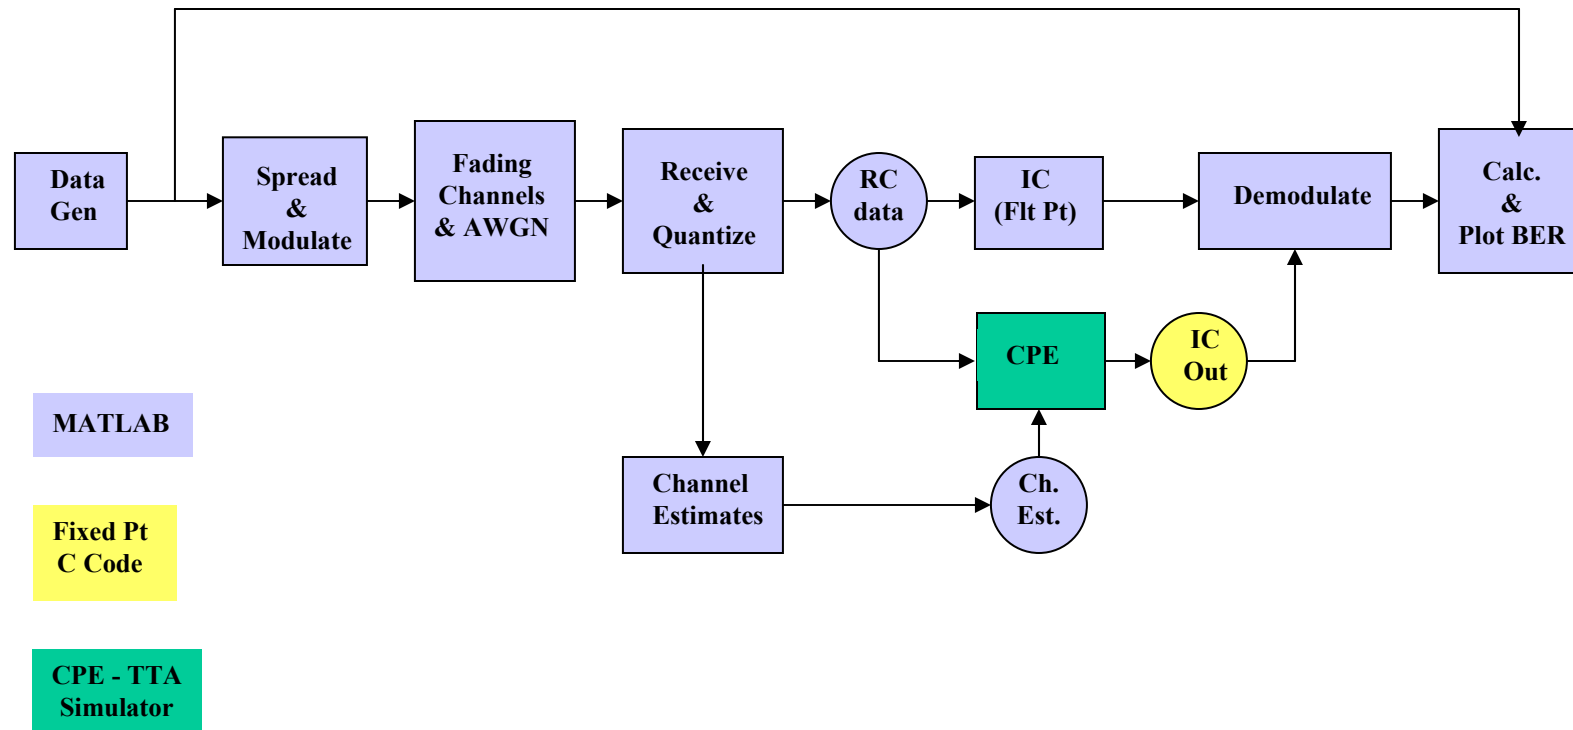 Data
Gen
Spread
&
Modulate
Fading
Channels
& AWGN
Receive
&
Quantize
RC
data
IC
(Flt Pt)
Demodulate
Calc.
&
Plot BER
CPE
IC
Out
MATLAB
Channel
Estimates
Ch.
Est.
Fixed Pt
C Code
CPE - TTA
Simulator